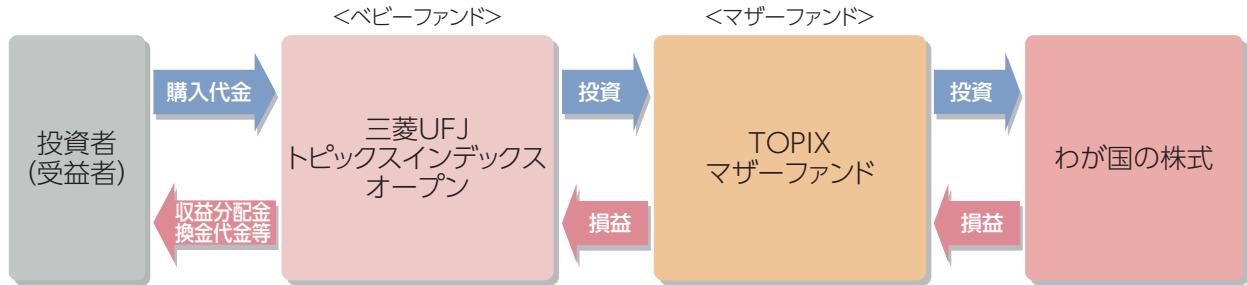 <ベビーファンド>
<マザーファンド>
投資者
(受益者)
購入代金
収益分配金
換金代金等
三菱UFJ
トピックスインデックス
オープン
投資
損益
TOPIX
マザーファンド
投資
損益
わが国の株式